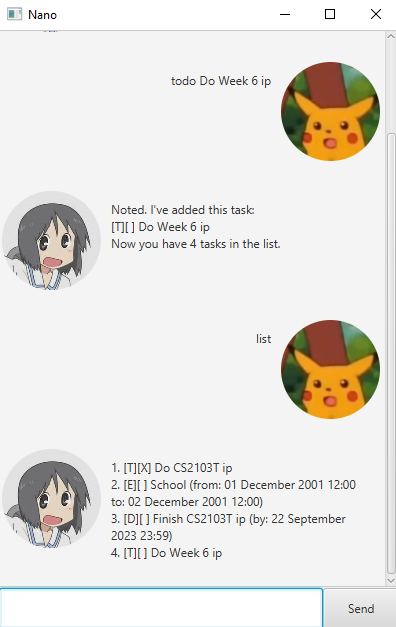 Nano
todo Do Week 6 ip
Noted. I've added this task:
[T][ ] Do Week 6 ip
Now you have 4 tasks in the list.
list
1. [T][X] Do CS2103T ip
2. [E][ ] School (from: 01 December 2001 12:00
to: 02 December 2001 12:00)
3. [D][ ] Finish CS2103T ip (by: 22 September
2023 23:59)
4. [T][ ] Do Week 6 ip
Send